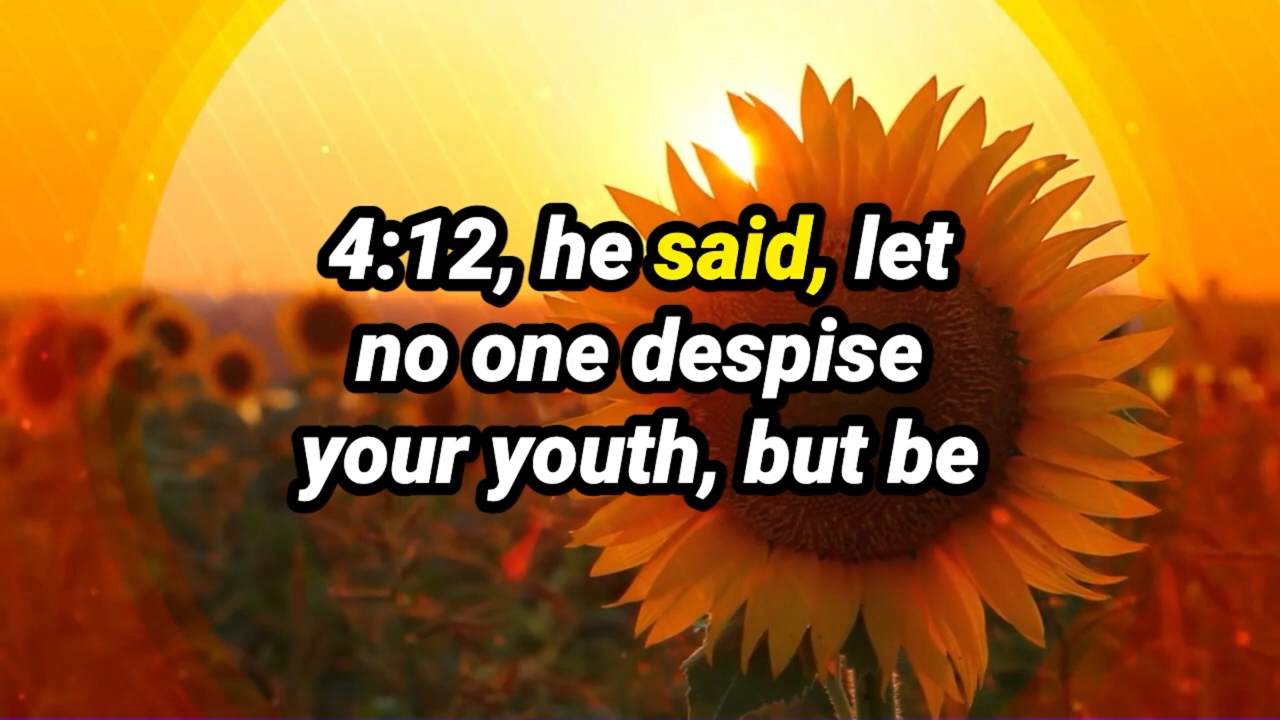 4:12, he said, let
no one despise
your youth, but be